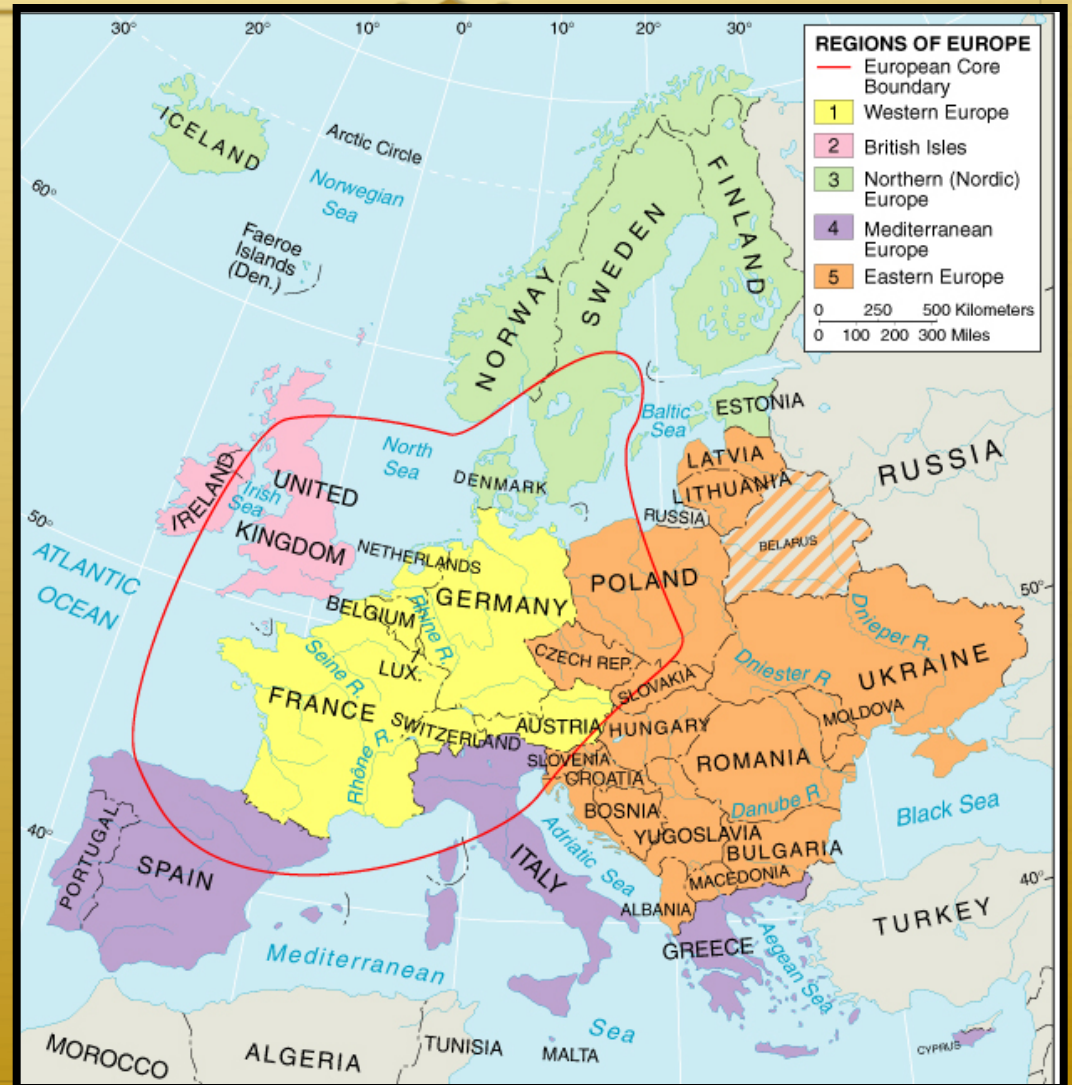 30°
20°
10°
0°
10°
20°
30°
REGIONS OF EUROPE
European Core
Boundary
1 Western Europe
2 British Isles
3 Northern (Nordic)
Europe
4 Mediterranean
Europe
5 Eastern Europe
0 250 500 Kilometers
0 100 200 300 Miles
ICELAND
Arctic Circle
Norwegian
Sea
60°
Faeroe
Islands
(Den.)
NORWAY
SWEDEN
FINLAND
North
Sea
Baltic
Sea
ESTONIA
LATVIA
LITHUANIA
RUSSIA
RUSSIA
BELARUS
DENMARK
IRELAND
Irish
Sea
UNITED
KINGDOM
50°
ATLANTIC
OCEAN
NETHERLANDS
BELGIUM
Rhine R.
GERMANY
POLAND
50°
Dnieper R.
UKRAINE
Dniester R
MOLDOVA
CZECH REP.
SLOVAKIA
LUX.
Seine R.
FRANCE
SWITZERLAND
AUSTRIA
HUNGARY
Rhône R.
SLOVENIA
CROATIA
ROMANIA
BOSNIA
Danube R
YUGOSLAVIA
BULGARIA
MACEDONIA
Black Sea
40°
PORTUGAL
SPAIN
ITALY
Adriatic Sea
ALBANIA
GREECE
Aegean Sea
TURKEY
40°
Mediterranean
Sea
MOROCCO
ALGERIA
TUNISIA
MALTA
CYPRUS